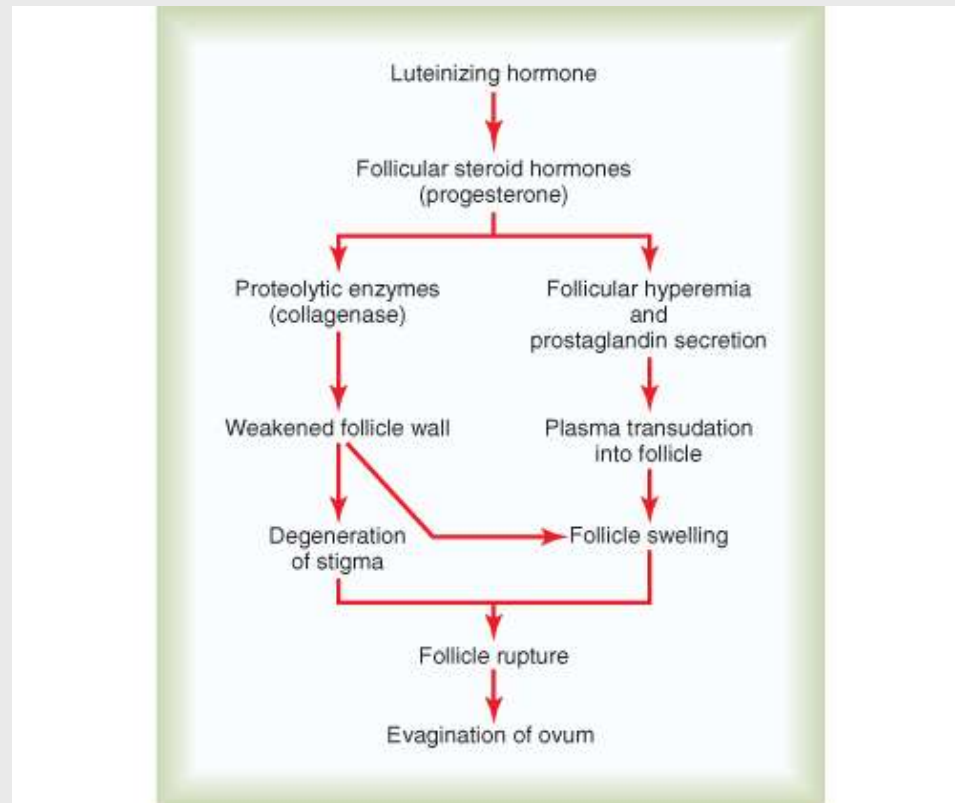 Luteinizing hormone
Follicular steroid hormones
(progesterone)
Proteolytic enzymes
(collagenase)
Follicular hyperemia
and
prostaglandin secretion
Weakened follicle wall
Plasma transudation
into follicle
Degeneration
of stigma
Follicle swelling
Follicle rupture
Evagination of ovum